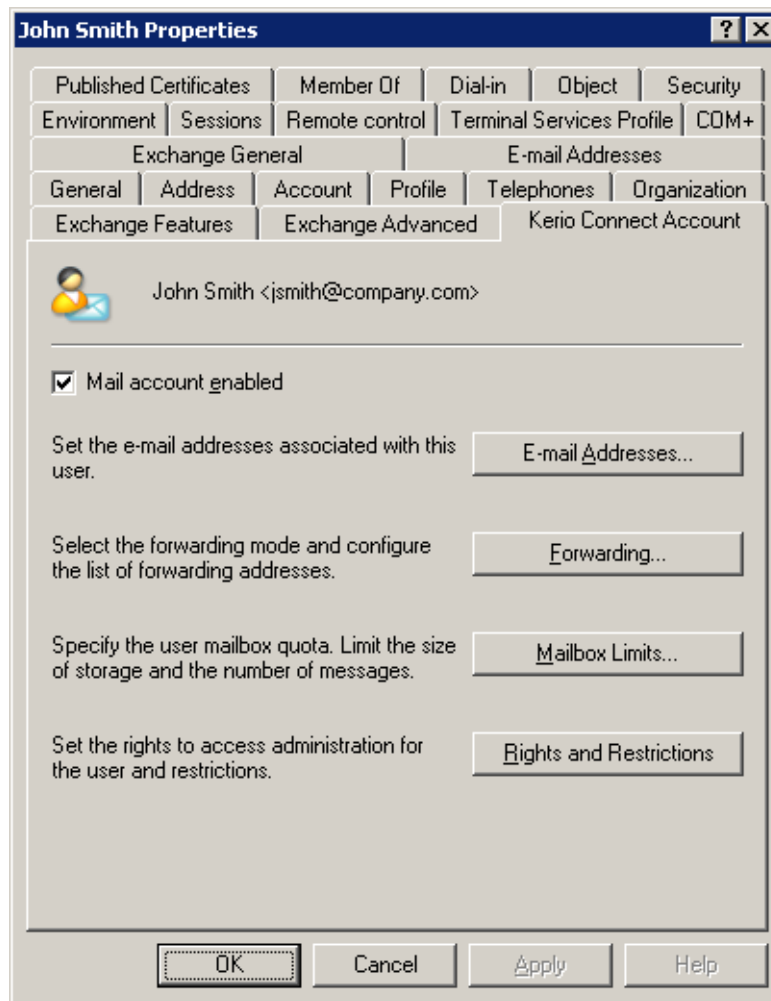 John Smith Properties
Published Certificates Member Of Dial-in Object Security
Environment Sessions Remote control Terminal Services Profile COM+
Exchange General E-mail Addresses
General Address Account Profile Telephones Organization
Exchange Features Exchange Advanced Kerio Connect Account
John Smith <jsmith@company.com>
Mail account enabled
Set the e-mail addresses associated with this
user.
E-mail Addresses...
Select the forwarding mode and configure
the list of forwarding addresses.
Forwarding...
Specify the user mailbox quota. Limit the size
of storage and the number of messages.
Mailbox Limits...
Set the rights to access administration for
the user and restrictions.
Rights and Restrictions
OK Cancel Apply Help